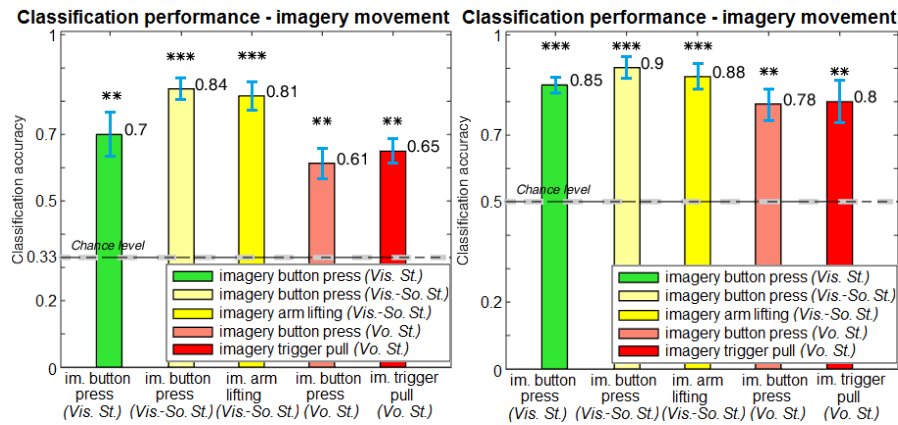 Classification performance - imagery movement
1
0.7
0.5
0.33
0.2
0
Classification accuracy
**
***
***
**
**
0.7
0.84
0.81
0.61
0.65
Chance level
imagery button press (Vis. St.)
imagery button press (Vis.-So. St.)
imagery arm lifting (Vis.-So. St.)
imagery button press (Vo. St.)
imagery trigger pull (Vo. St.)
im. button press (Vis. St.)
im. button press (Vis.-So. St.)
im. arm lifting (Vis.-So. St.)
im. button press (Vo. St.)
im. trigger pull (Vo. St.)
Classification performance - imagery movement
1
0.7
0.5
0.2
0
Classification accuracy
***
***
***
**
**
0.85
0.9
0.88
0.78
0.8
Chance level
imagery button press (Vis. St.)
imagery button press (Vis.-So. St.)
imagery arm lifting (Vis.-So. St.)
imagery button press (Vo. St.)
imagery trigger pull (Vo. St.)
im. button press (Vis. St.)
im. button press (Vis.-So. St.)
im. arm lifting (Vis.-So. St.)
im. button press (Vo. St.)
im. trigger pull (Vo. St.)